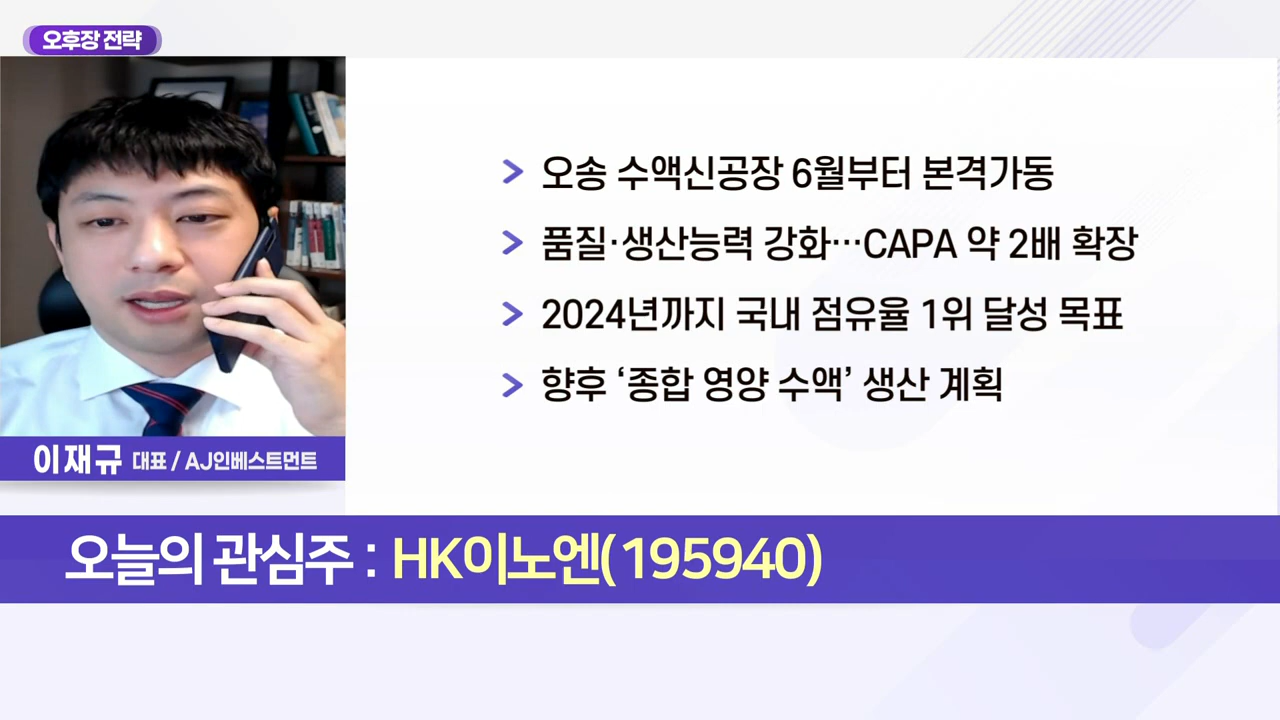 오후장 전략
오송 수액신공장 6월부터 본격가동
품질·생산능력 강화…CAPA 약 2배 확장
2024년까지 국내 점유율 1위 달성 목표
향후 ‘종합 영양 수액’ 생산 계획
이재규 대표 / AJ인베스트먼트
오늘의 관심주 : HK이노엔(195940)